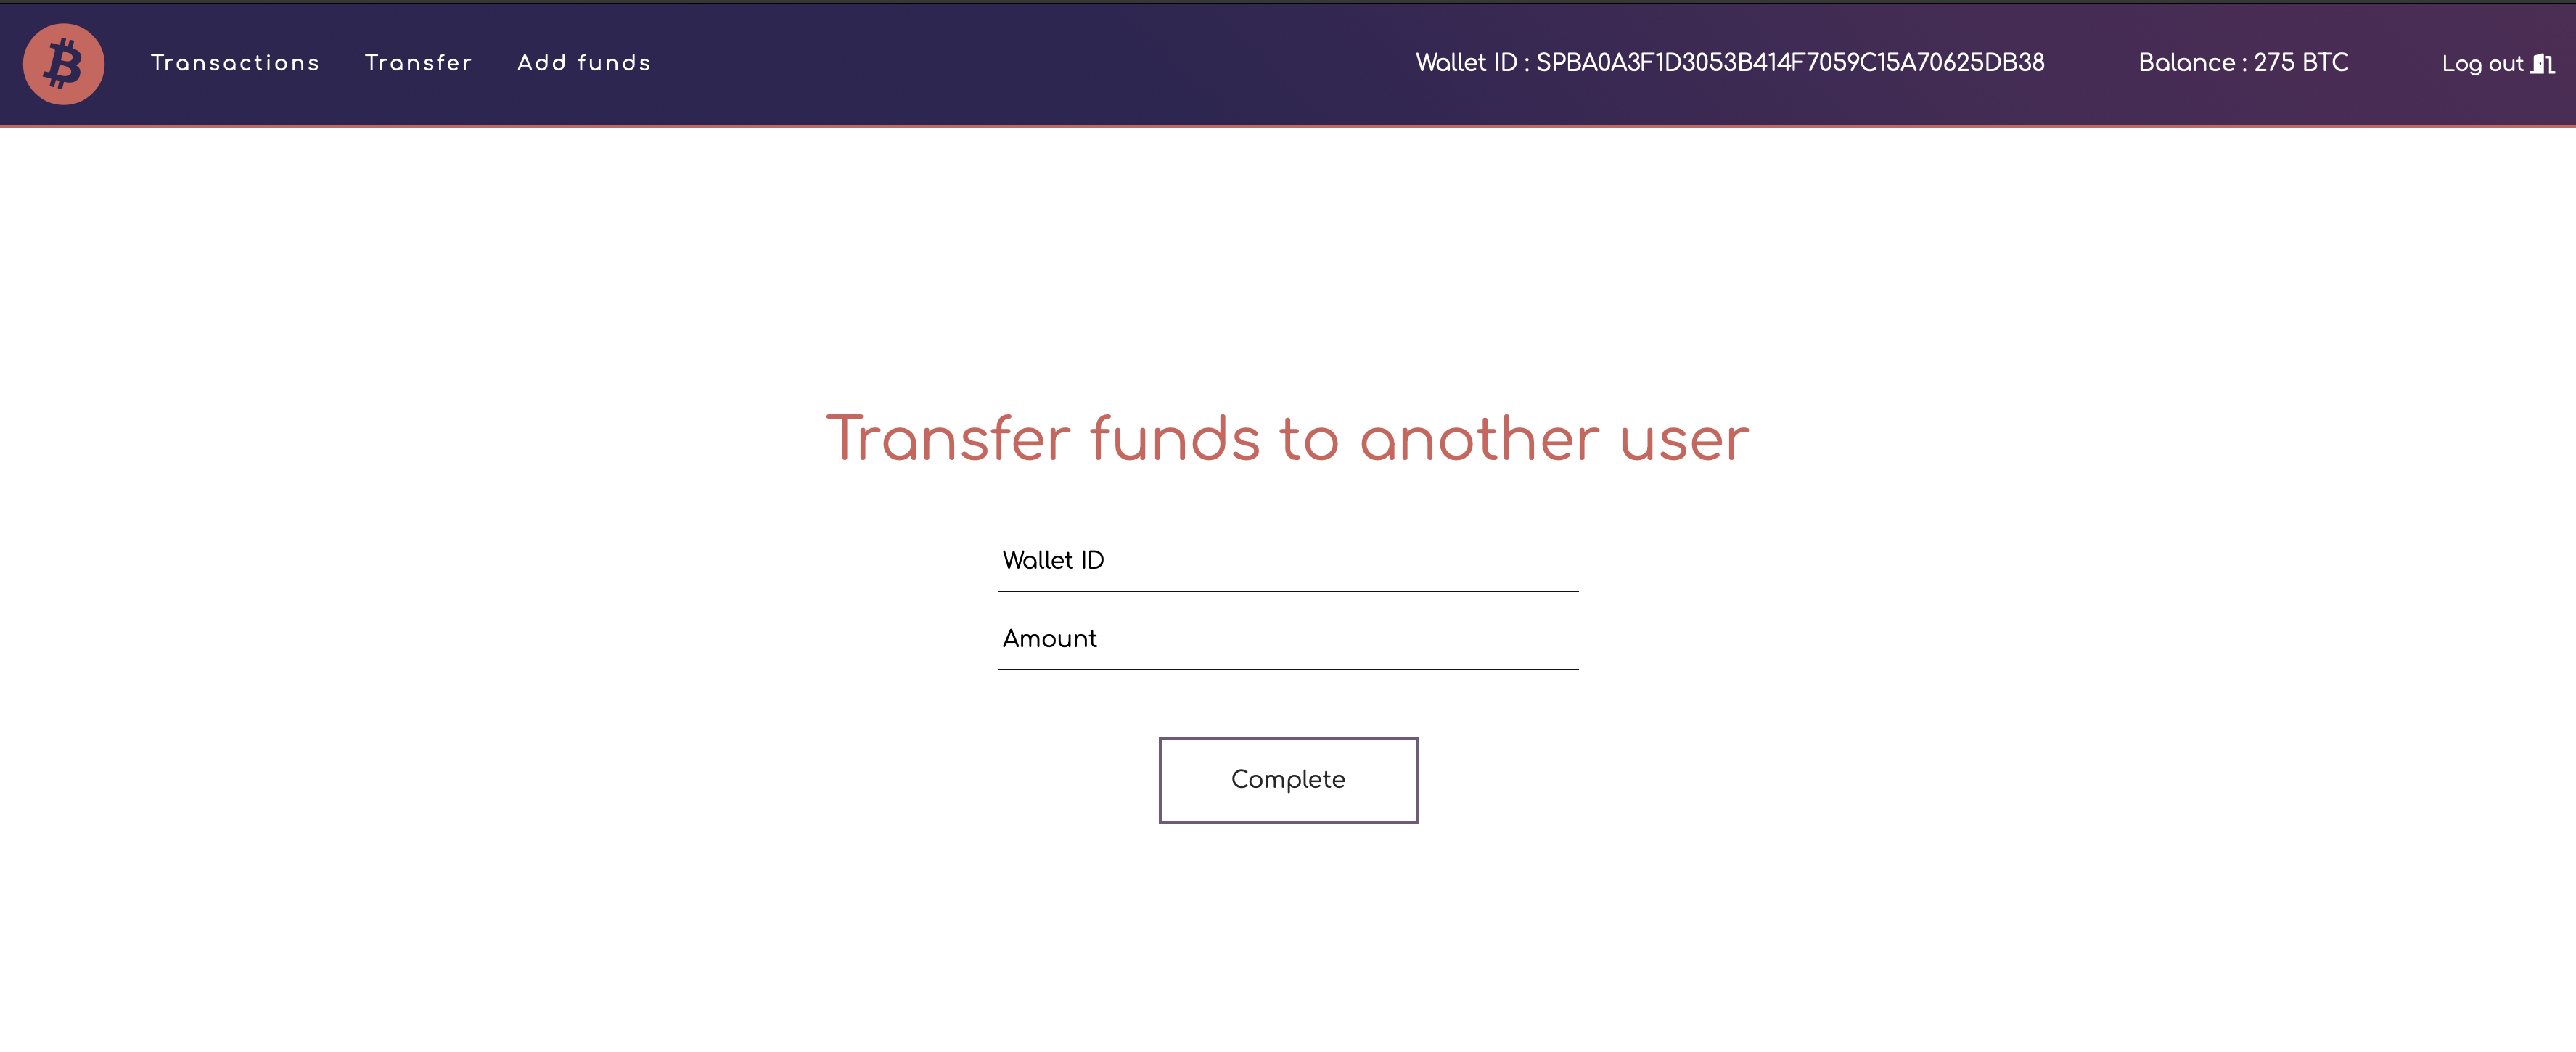 Transactions Transfer Add funds Wallet ID : SPBA0A3F1D3053B414F7059C15A70625DB38 Balance : 275 BTC Log out
Transfer funds to another user
Wallet ID
Amount
Complete